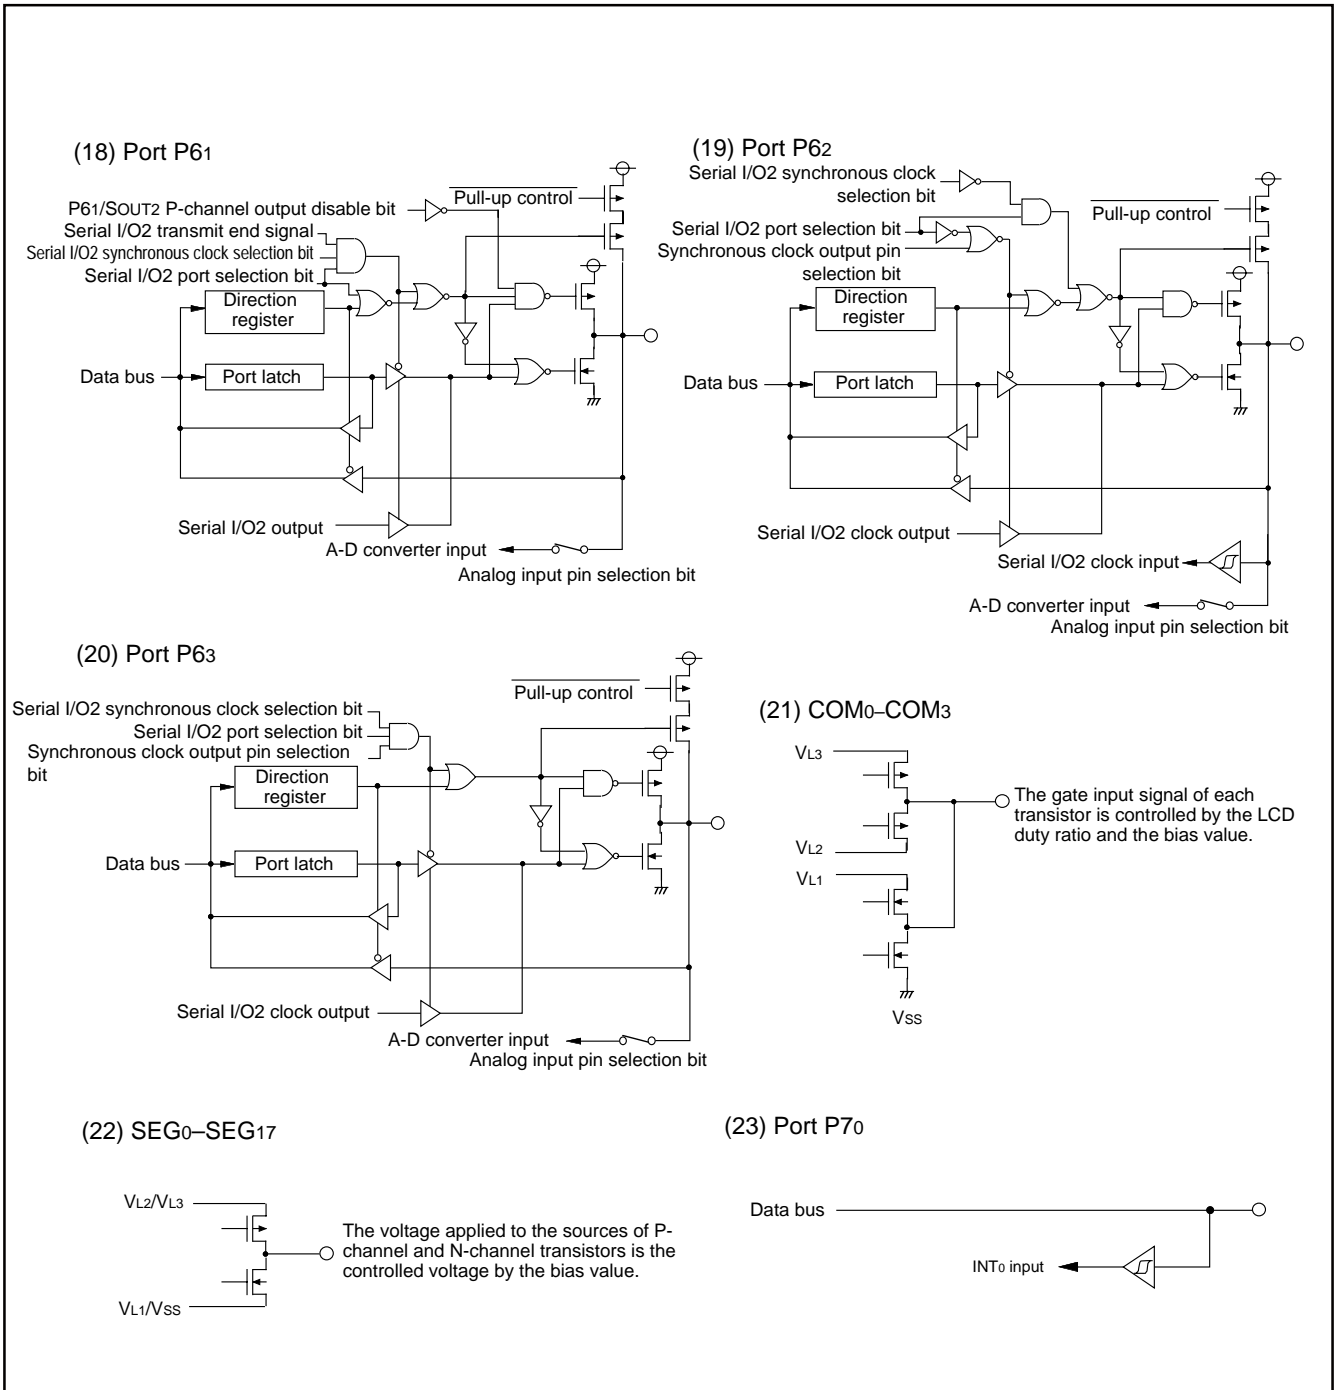 (18) Port P61
Pull-up control
P61/SOUT2 P-channel output disable bit
Serial I/O2 transmit end signal
Serial I/O2 synchronous clock selection bit
Serial I/O2 port selection bit
Direction
register
Data bus
Port latch
Serial I/O2 output
A-D converter input
Analog input pin selection bit
(19) Port P62
Serial I/O2 synchronous clock
selection bit
Pull-up control
Serial I/O2 port selection bit
Synchronous clock output pin
selection bit
Direction
register
Data bus
Port latch
Serial I/O2 clock output
Serial I/O2 clock input
A-D converter input
Analog input pin selection bit
(20) Port P63
Pull-up control
Serial I/O2 synchronous clock selection bit
Serial I/O2 port selection bit
Synchronous clock output pin selection
bit
Direction
register
Data bus
Port latch
Serial I/O2 clock output
A-D converter input
Analog input pin selection bit
(21) COM0–COM3
VL3
VL2
VL1
VSS
The gate input signal of each
transistor is controlled by the LCD
duty ratio and the bias value.
(22) SEG0–SEG17
VL2/VL3
VL1/VSS
The voltage applied to the sources of P-
channel and N-channel transistors is the
controlled voltage by the bias value.
(23) Port P70
Data bus
INT0 input